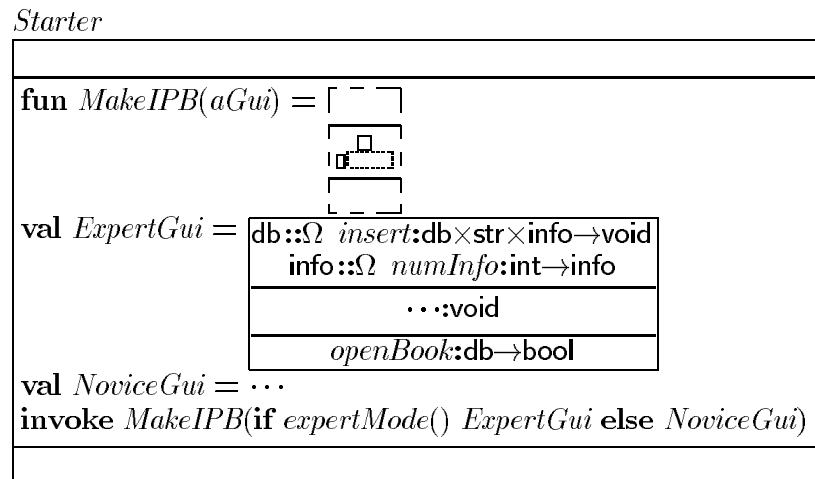 Starter
fun MakeIPB(aGui) =
val ExpertGui =
db::Ω insert:db×str×info→void
info::Ω numInfo:int→info
···:void
openBook:db→bool
val NoviceGui = ···
invoke MakeIPB(if expertMode() ExpertGui else NoviceGui)